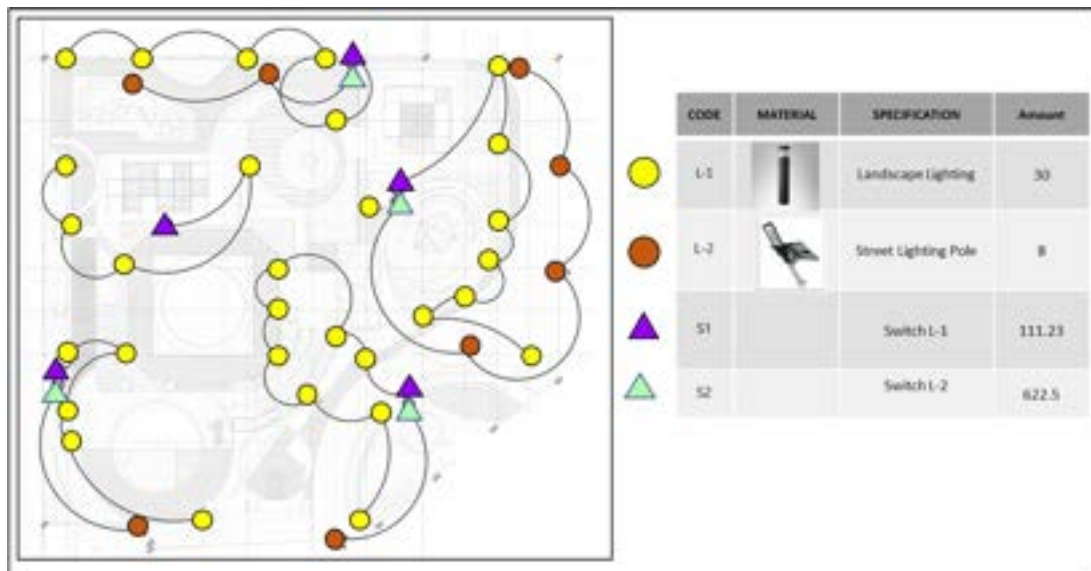 CODE MATERIAL SPECIFICATION Amount
L-1 Landscape Lighting 30
L-2 Street Lighting Pole 8
S1 Switch L-1 111.23
S2 Switch L-2 622.5